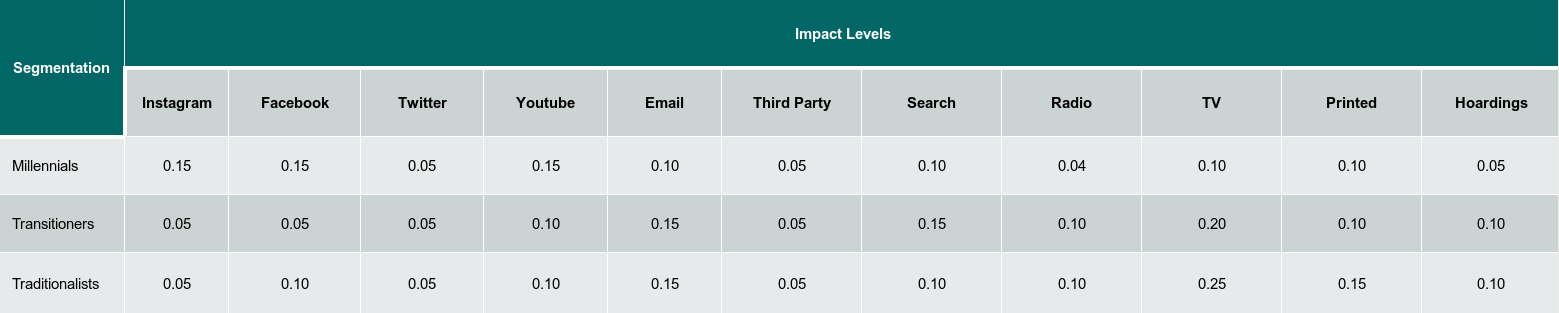 Impact Levels
Segmentation
Instagram Facebook Twitter Youtube Email Third Party Search Radio TV Printed Hoardings
Millennials 0.15 0.15 0.05 0.15 0.10 0.05 0.10 0.04 0.10 0.10 0.05
Transitioners 0.05 0.05 0.05 0.10 0.15 0.05 0.15 0.10 0.20 0.10 0.10
Traditionalists 0.05 0.10 0.05 0.10 0.15 0.05 0.10 0.10 0.25 0.15 0.10